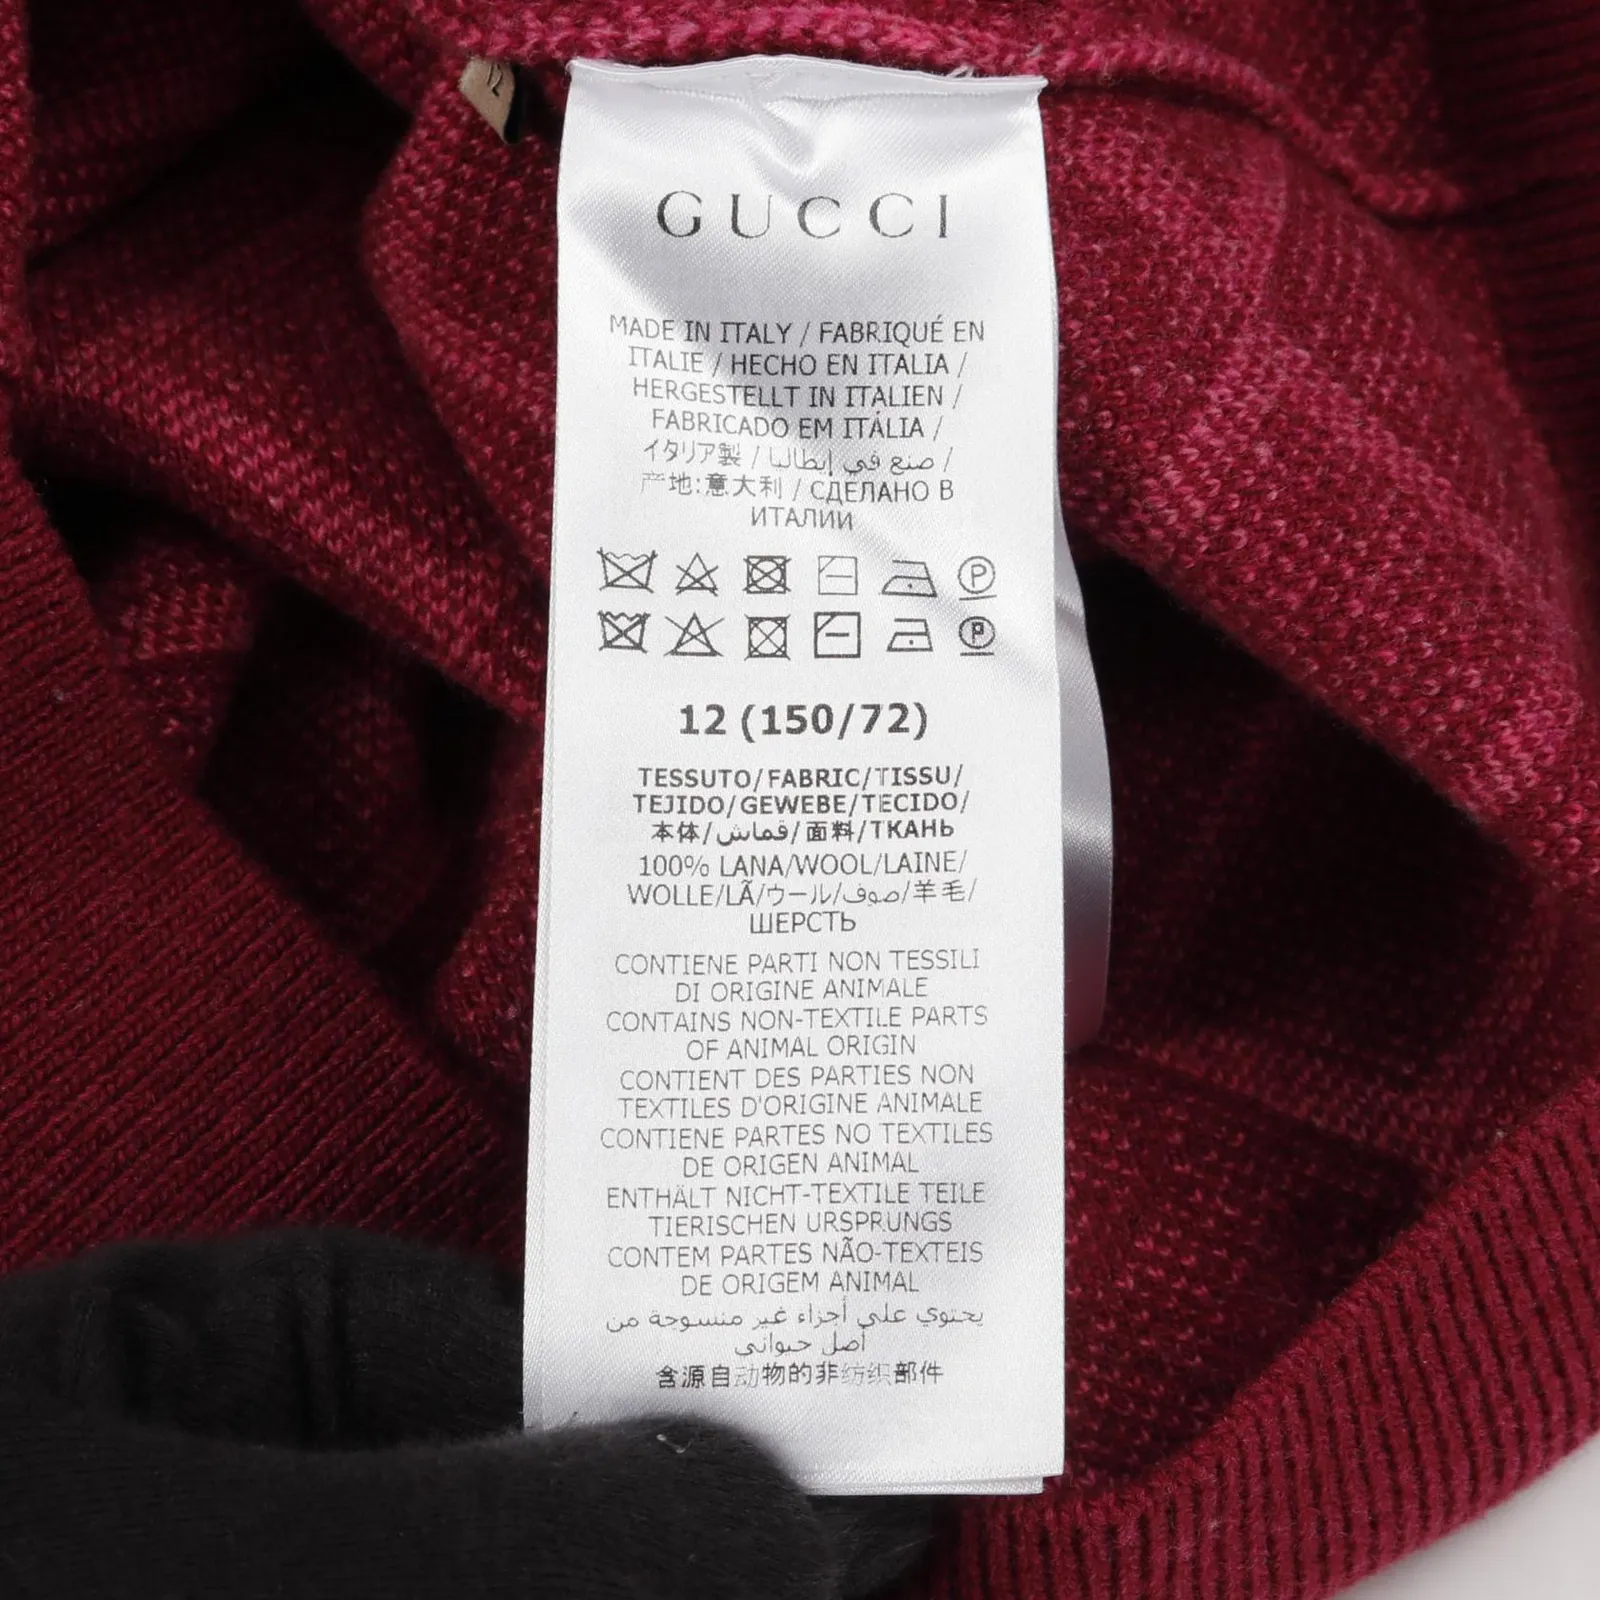 12
GUCCI
MADE IN ITALY / FABRIQUÉ EN
ITALIE / HECHO EN ITALIA /
HERGESTELLT IN ITALIEN /
FABRICADO EM ITÁLIA /
イタリア製 / صنع في إيطاليا /
产地:意大利 / СДЕЛАНО В
ИТАЛИИ
P
P
12 (150/72)
TESSUTO/FABRIC/TISSU/
TEJIDO/GEWEBE/TECIDO/
本体/قماش/面料/ТКАНЬ
100% LANA/WOOL/LAINE/
WOLLE/LÃ/ウール/صوف/羊毛/
ШЕРСТЬ
CONTIENE PARTI NON TESSILI
DI ORIGINE ANIMALE
CONTAINS NON-TEXTILE PARTS
OF ANIMAL ORIGIN
CONTIENT DES PARTIES NON
TEXTILES D'ORIGINE ANIMALE
CONTIENE PARTES NO TEXTILES
DE ORIGEN ANIMAL
ENTHÄLT NICHT-TEXTILE TEILE
TIERISCHEN URSPRUNGS
CONTEM PARTES NÃO-TEXTEIS
DE ORIGEM ANIMAL
يحتوي علي أجزاء غير منسوجة من
أصل حيواني
含源自动物的非纺织部件